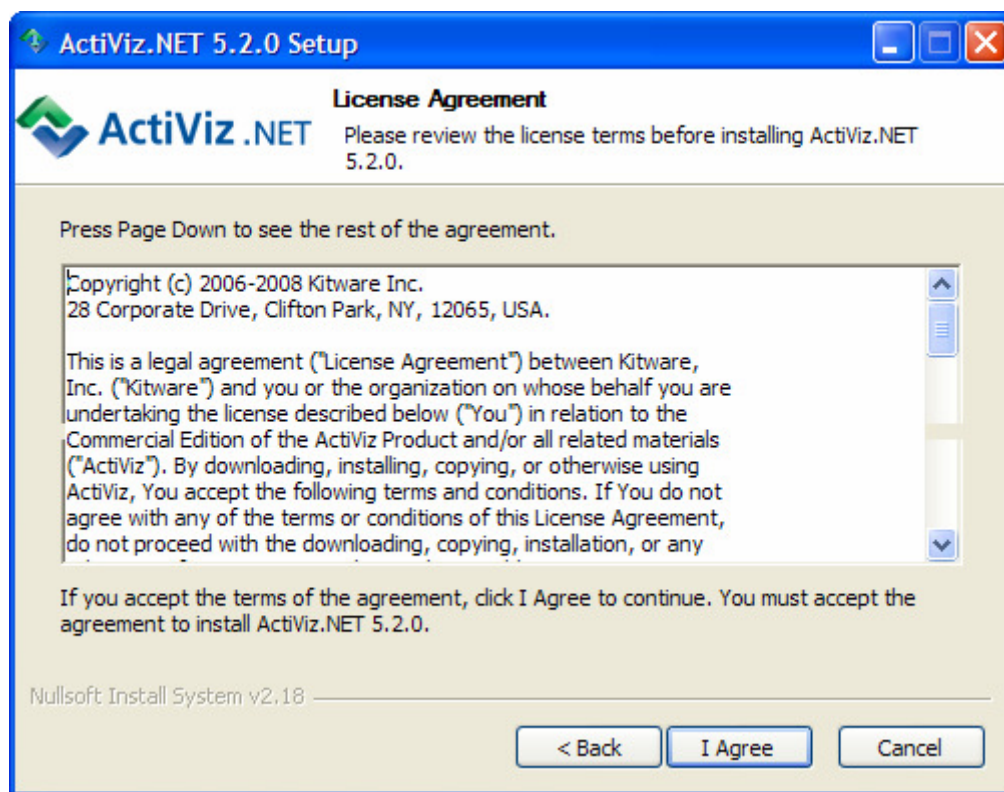 ActiViz.NET 5.2.0 Setup
ActiViz .NET
License Agreement
Please review the license terms before installing ActiViz.NET
5.2.0.
Press Page Down to see the rest of the agreement.
Copyright (c) 2006-2008 Kitware Inc.
28 Corporate Drive, Clifton Park, NY, 12065, USA.
This is a legal agreement ("License Agreement") between Kitware,
Inc. ("Kitware") and you or the organization on whose behalf you are
undertaking the license described below ("You") in relation to the
Commercial Edition of the ActiViz Product and/or all related materials
("ActiViz"). By downloading, installing, copying, or otherwise using
ActiViz, You accept the following terms and conditions. If You do not
agree with any of the terms or conditions of this License Agreement,
do not proceed with the downloading, copying, installation, or any
If you accept the terms of the agreement, click I Agree to continue. You must accept the
agreement to install ActiViz.NET 5.2.0.
Nullsoft Install System v2.18
< Back
I Agree
Cancel